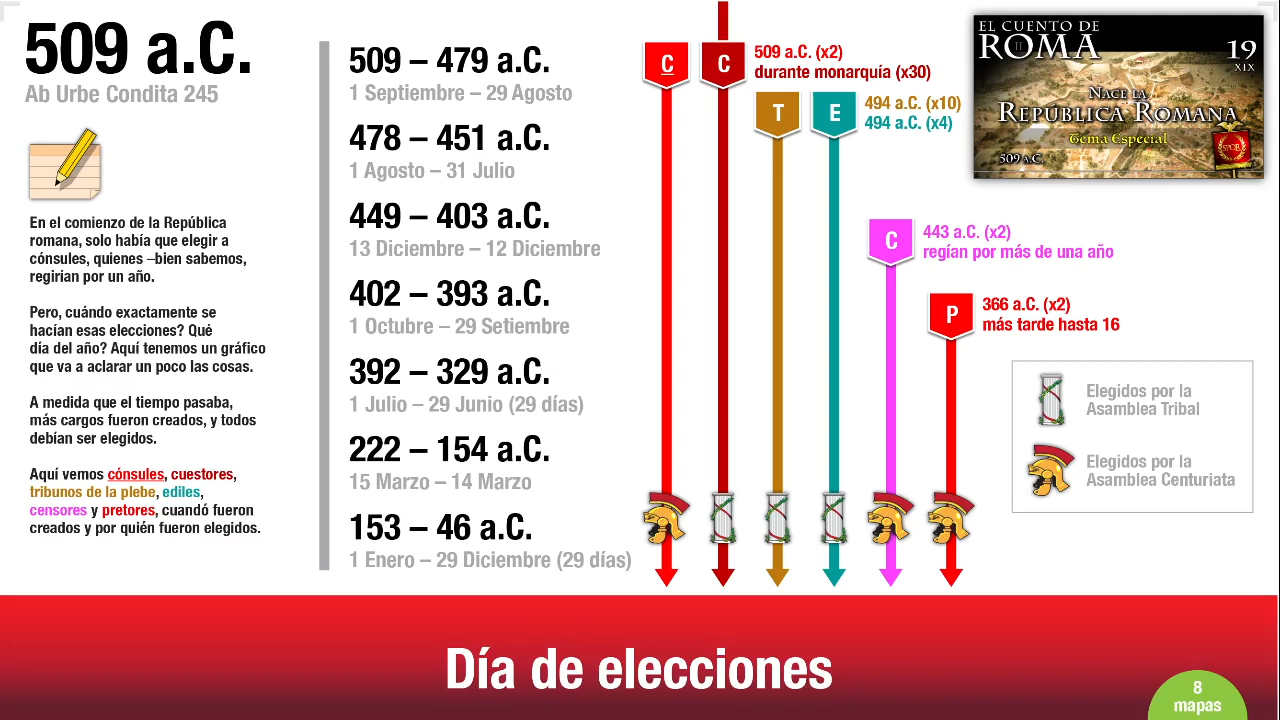 509 a.C.
Ab Urbe Condita 245
En el comienzo de la República
romana, solo había que elegir a
cónsules, quienes –bien sabemos,
regirian por un año.
Pero, cuándo exactamente se
hacían esas elecciones? Qué
día del año? Aquí tenemos un gráfico
que va a aclarar un poco las cosas.
A medida que el tiempo pasaba,
más cargos fueron creados, y todos
debían ser elegidos.
Aquí vemos cónsules, cuestores,
tribunos de la plebe, ediles,
censores y pretores, cuándo fueron
creados y por quién fueron elegidos.
509 – 479 a.C.
1 Septiembre – 29 Agosto
478 – 451 a.C.
1 Agosto – 31 Julio
449 – 403 a.C.
13 Diciembre – 12 Diciembre
402 – 393 a.C.
1 Octubre – 29 Setiembre
392 – 329 a.C.
1 Julio – 29 Junio (29 días)
222 – 154 a.C.
15 Marzo – 14 Marzo
153 – 46 a.C.
1 Enero – 29 Diciembre (29 días)
C
C
509 a.C. (x2)
durante monarquía (x30)
T
E
494 a.C. (x10)
494 a.C. (x4)
C
443 a.C. (x2)
regían por más de una año
P
366 a.C. (x2)
más tarde hasta 16
EL CUENTO DE
ROMA
II
19
XIX
NACE LA
REPÚBLICA ROMANA
Tema Especial
509 a.C.
SPQR
Elegidos por la
Asamblea Tribal
Elegidos por la
Asamblea Centuriata
Día de elecciones
8
mapas